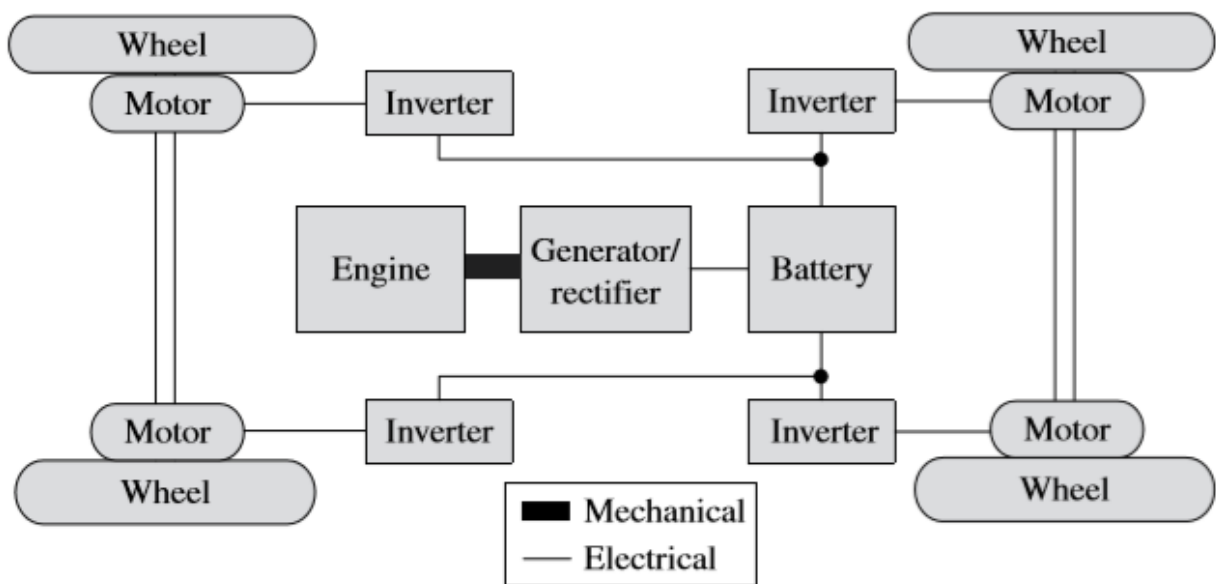 Wheel
Wheel
Motor
Inverter
Inverter
Motor
Engine
Generator/
rectifier
Battery
Motor
Inverter
Inverter
Motor
Wheel
Wheel
Mechanical
Electrical